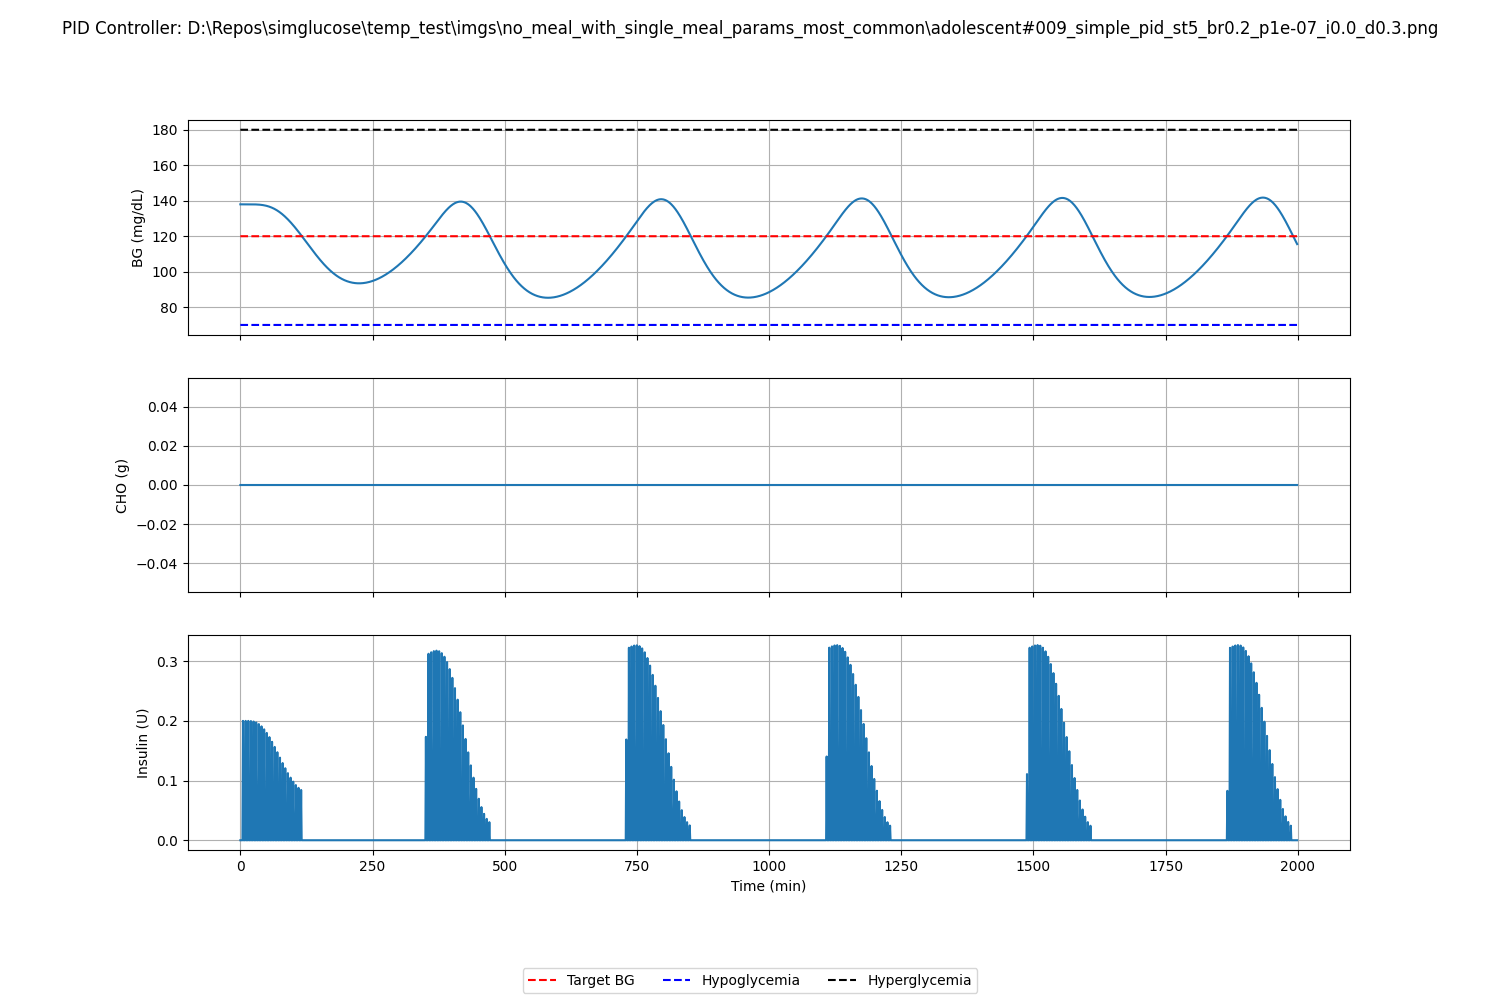 PID Controller: D:\Repos\simglucose\temp_test\imgs\no_meal_with_single_meal_params_most_common\adolescent#009_simple_pid_st5_br0.2_p1e-07_i0.0_d0.3.png
BG (mg/dL)
180
160
140
120
100
80
CHO (g)
0.04
0.02
0.00
−0.02
−0.04
Insulin (U)
0.3
0.2
0.1
0.0
0 250 500 750 1000 1250 1500 1750 2000
Time (min)
Target BG Hypoglycemia Hyperglycemia